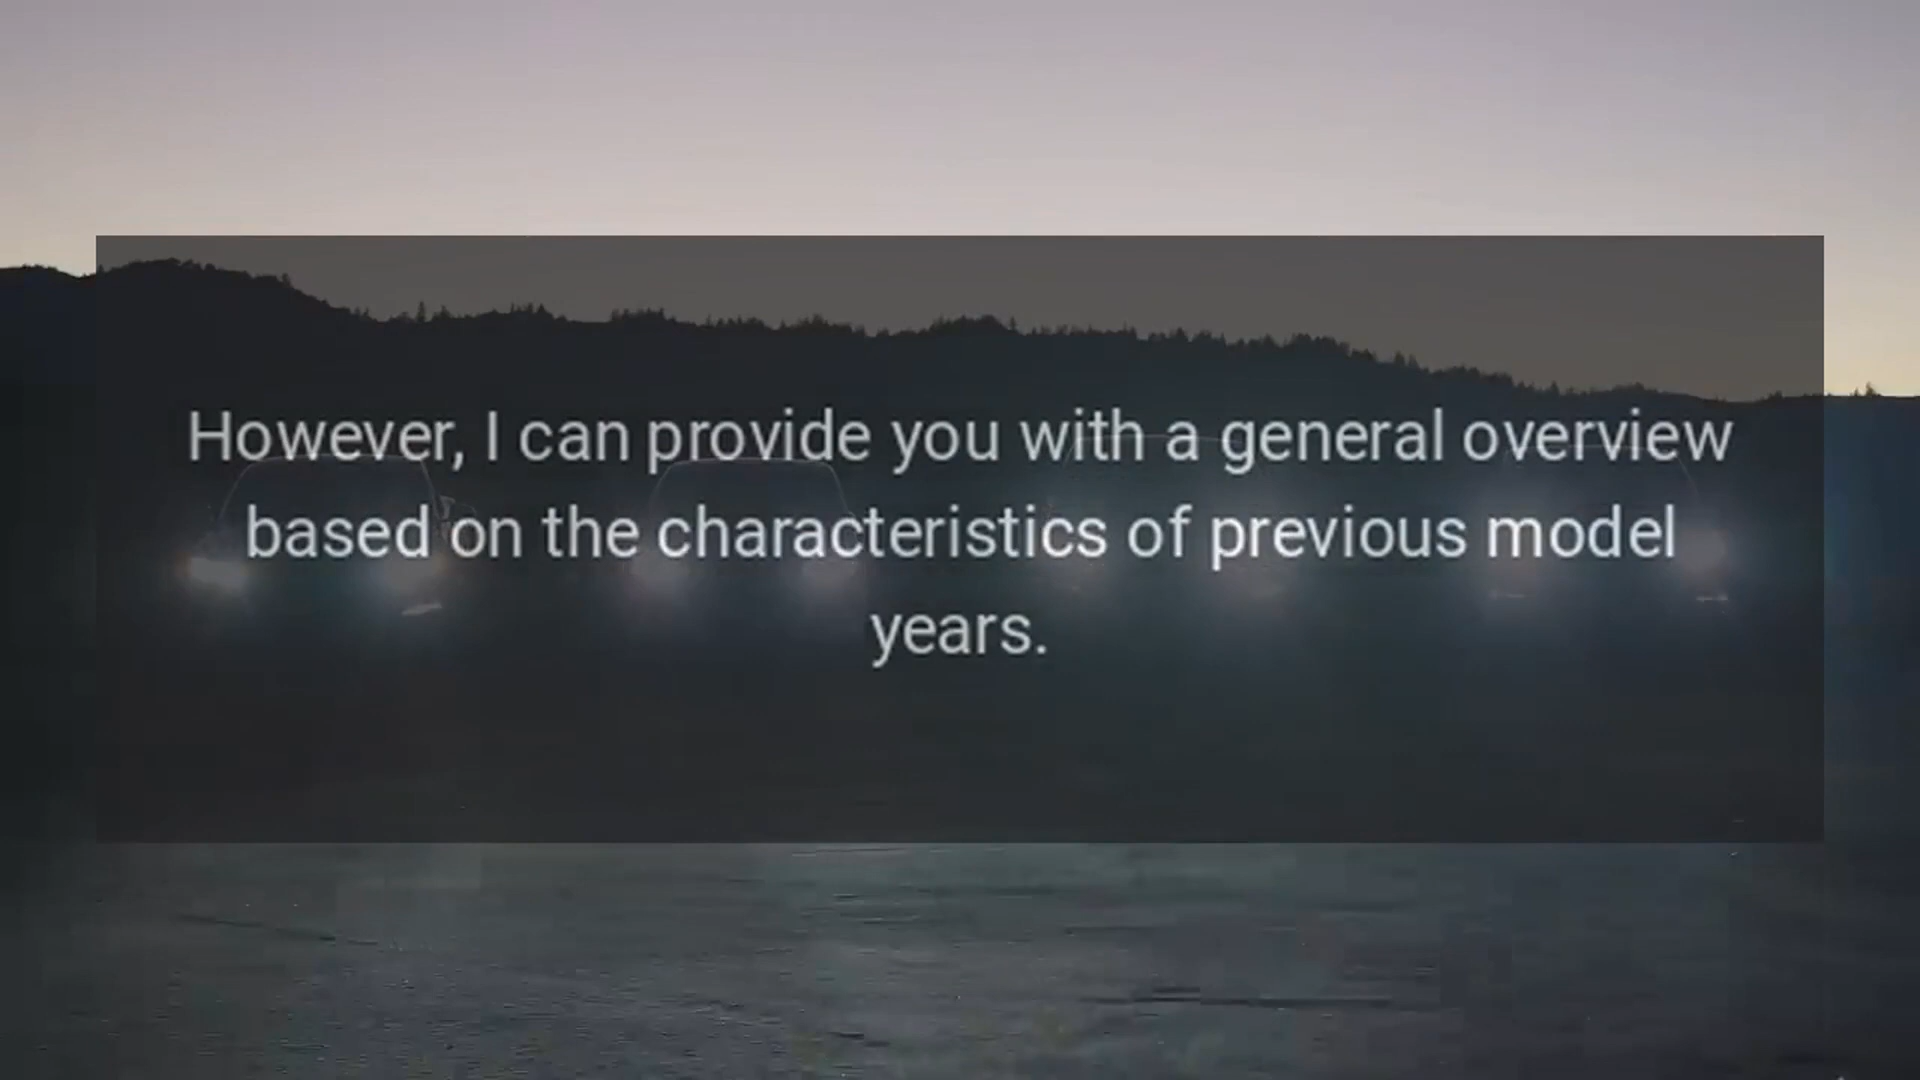 However, I can provide you with a general overview
based on the characteristics of previous model
years.